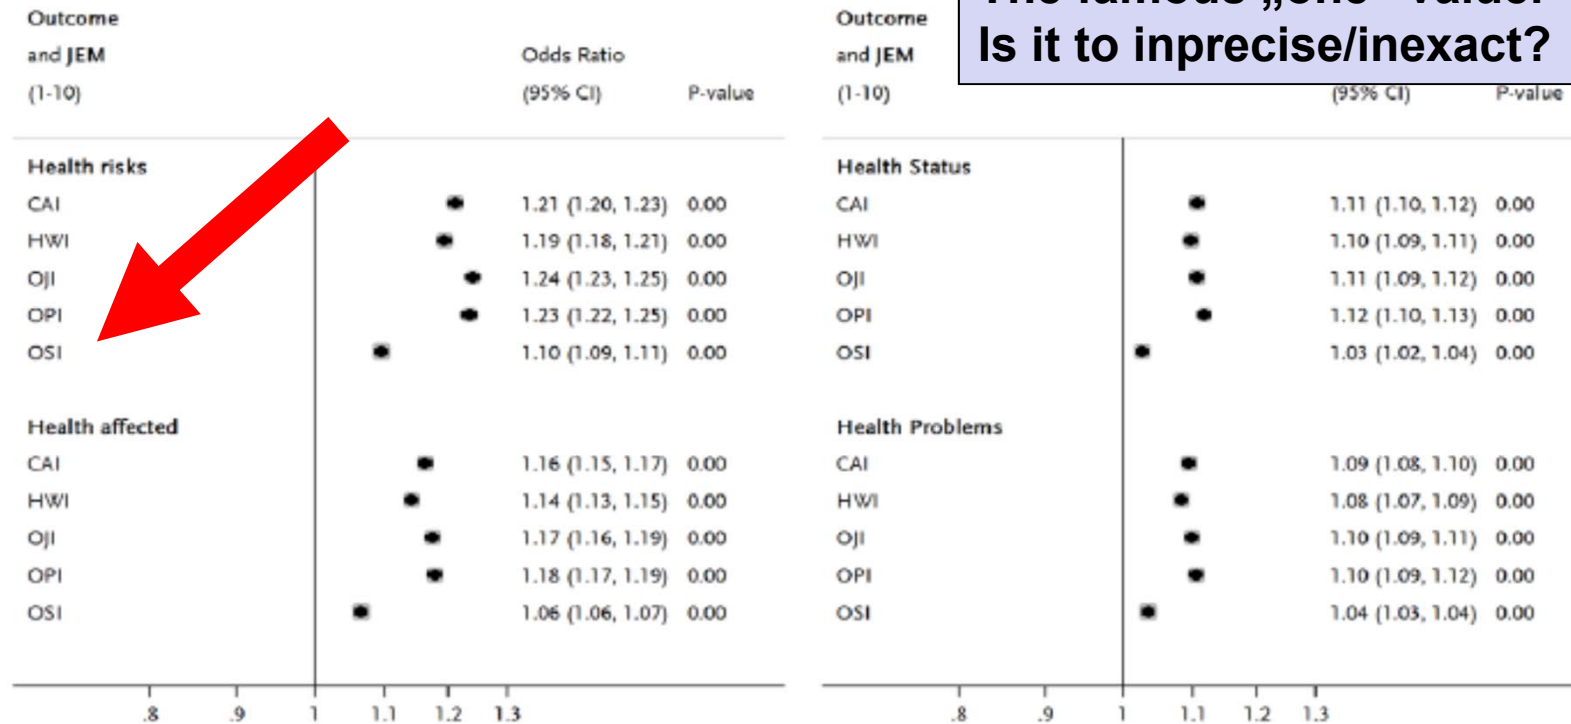 Outcome
and JEM Odds Ratio
(1-10) (95% CI) P-value
Health risks
CAI 1.21 (1.20, 1.23) 0.00
HWI 1.19 (1.18, 1.21) 0.00
OJI 1.24 (1.23, 1.25) 0.00
OPI 1.23 (1.22, 1.25) 0.00
OSI 1.10 (1.09, 1.11) 0.00
Health affected
CAI 1.16 (1.15, 1.17) 0.00
HWI 1.14 (1.13, 1.15) 0.00
OJI 1.17 (1.16, 1.19) 0.00
OPI 1.18 (1.17, 1.19) 0.00
OSI 1.06 (1.06, 1.07) 0.00
.8 .9 1 1.1 1.2 1.3
Is it to inprecise/inexact?
Outcome
and JEM
(1-10) (95% CI) P-value
Health Status
CAI 1.11 (1.10, 1.12) 0.00
HWI 1.10 (1.09, 1.11) 0.00
OJI 1.11 (1.09, 1.12) 0.00
OPI 1.12 (1.10, 1.13) 0.00
OSI 1.03 (1.02, 1.04) 0.00
Health Problems
CAI 1.09 (1.08, 1.10) 0.00
HWI 1.08 (1.07, 1.09) 0.00
OJI 1.10 (1.09, 1.11) 0.00
OPI 1.10 (1.09, 1.12) 0.00
OSI 1.04 (1.03, 1.04) 0.00
.8 .9 1 1.1 1.2 1.3